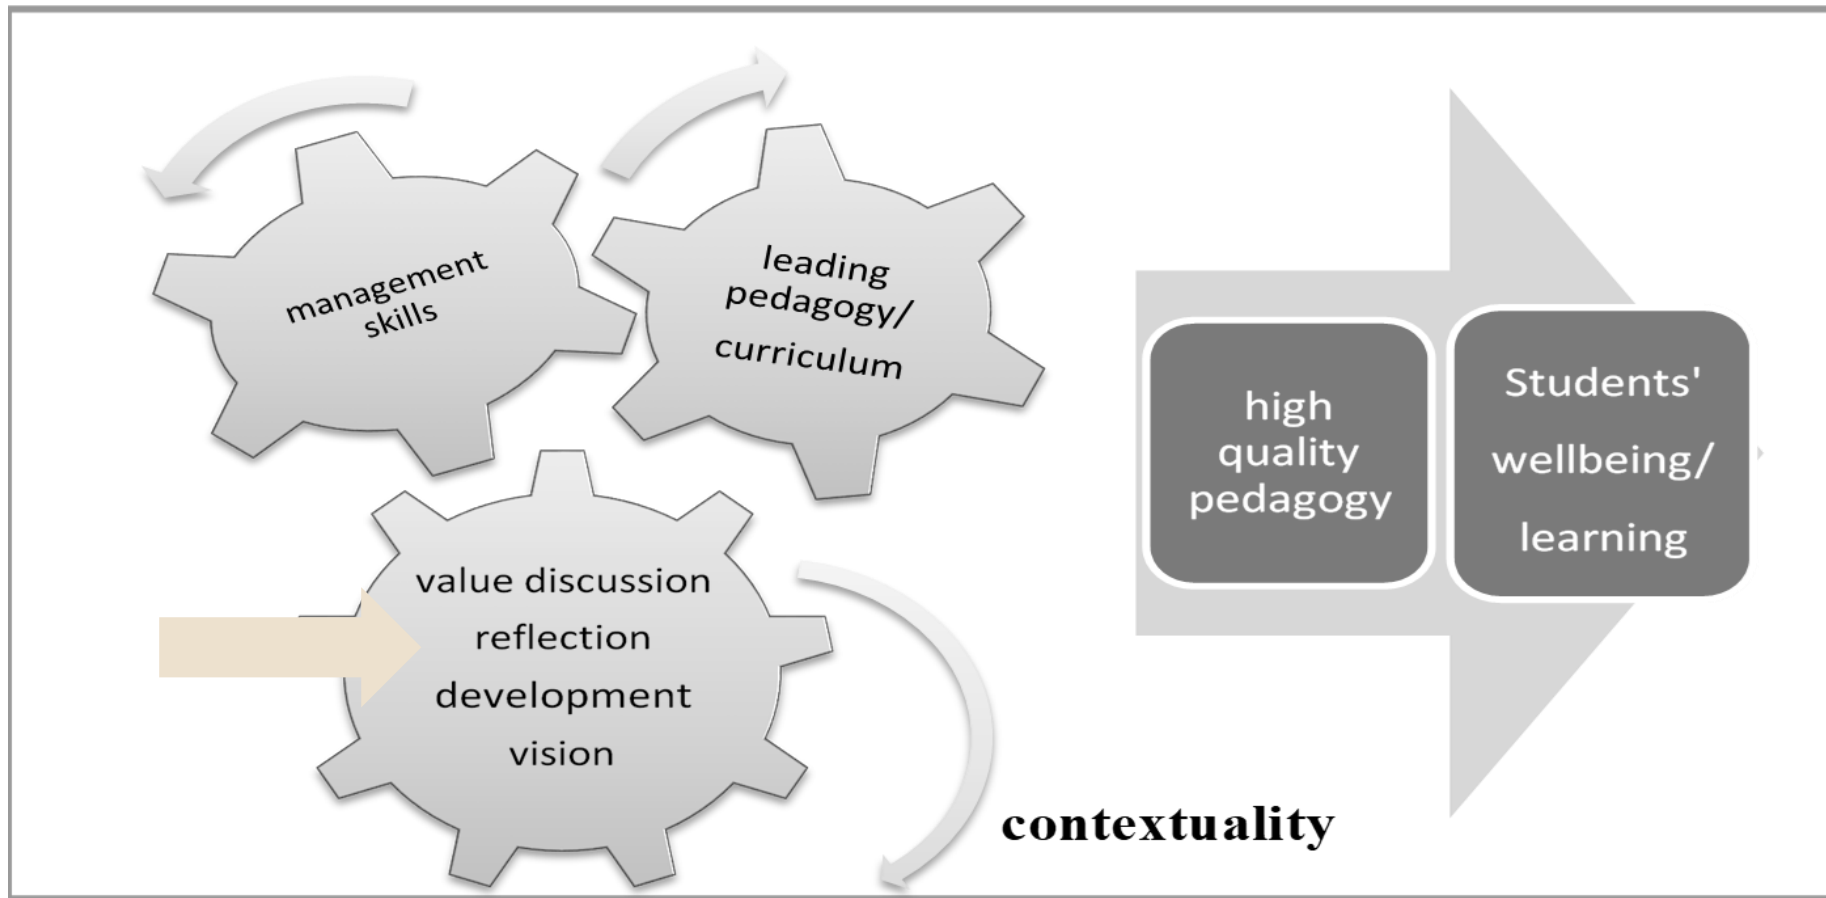 management
skills
leading
pedagogy/
curriculum
value discussion
reflection
development
vision
contextuality
high
quality
pedagogy
Students'
wellbeing/
learning